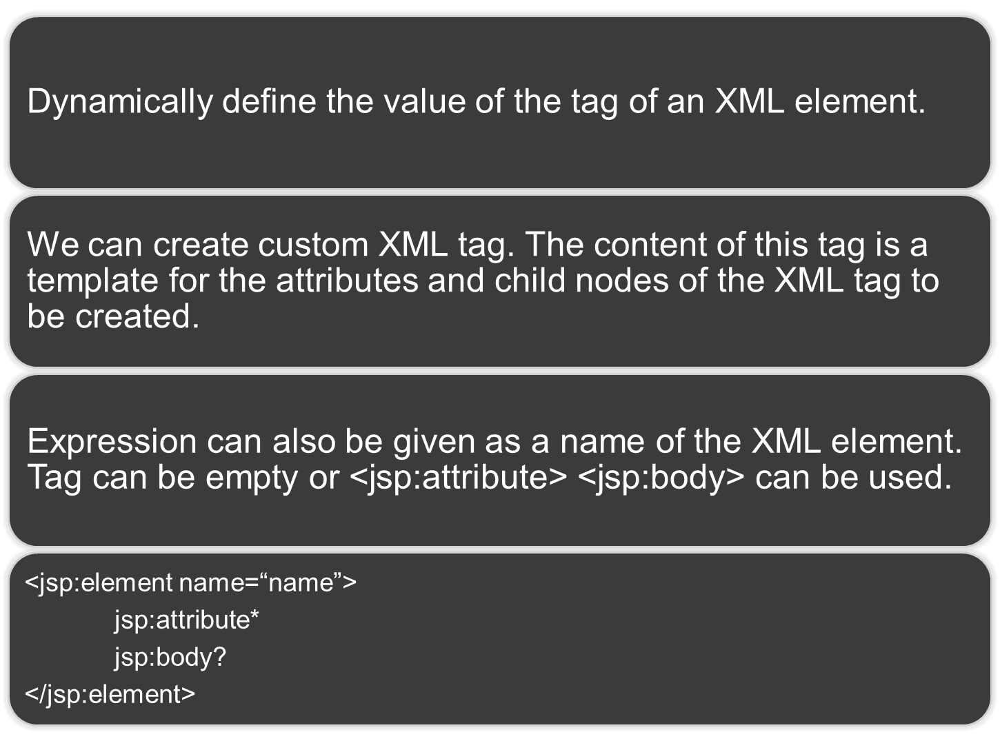 Dynamically define the value of the tag of an XML element.
We can create custom XML tag. The content of this tag is a
template for the attributes and child nodes of the XML tag to
be created.
Expression can also be given as a name of the XML element.
Tag can be empty or <jsp:attribute> <jsp:body> can be used.
<jsp:element name=“name”>
jsp:attribute*
jsp:body?
</jsp:element>